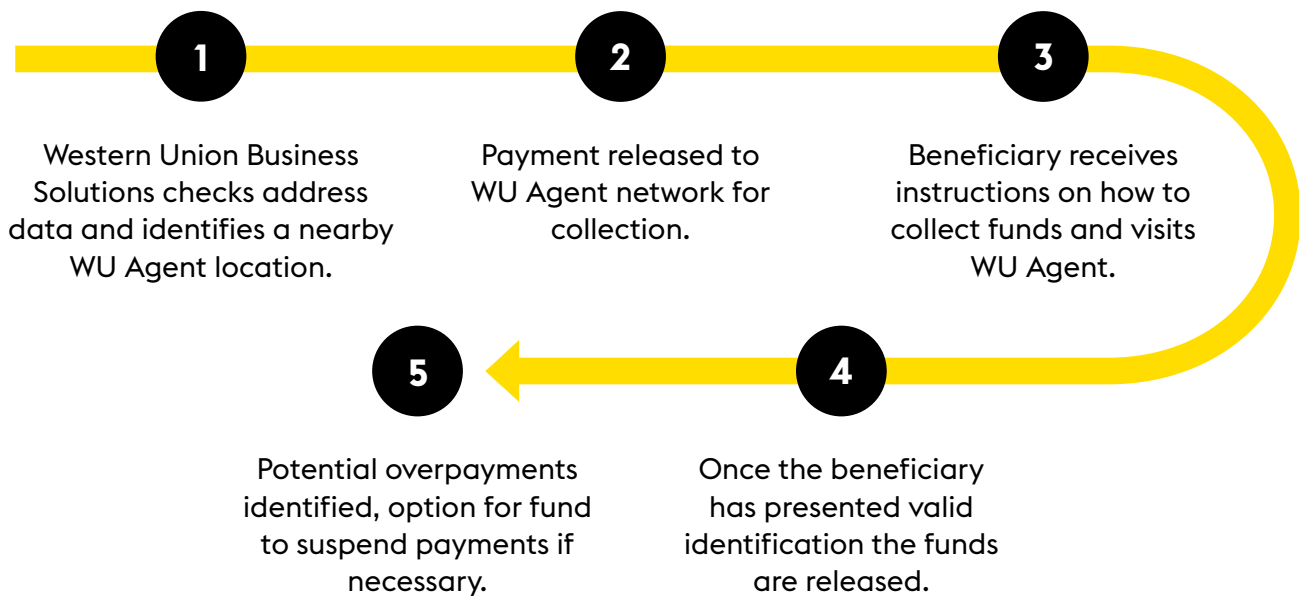 1
Western Union Business
Solutions checks address
data and identifies a nearby
WU Agent location.
2
Payment released to
WU Agent network for
collection.
3
Beneficiary receives
instructions on how to
collect funds and visits
WU Agent.
4
Once the beneficiary
has presented valid
identification the funds
are released.
5
Potential overpayments
identified, option for fund
to suspend payments if
necessary.